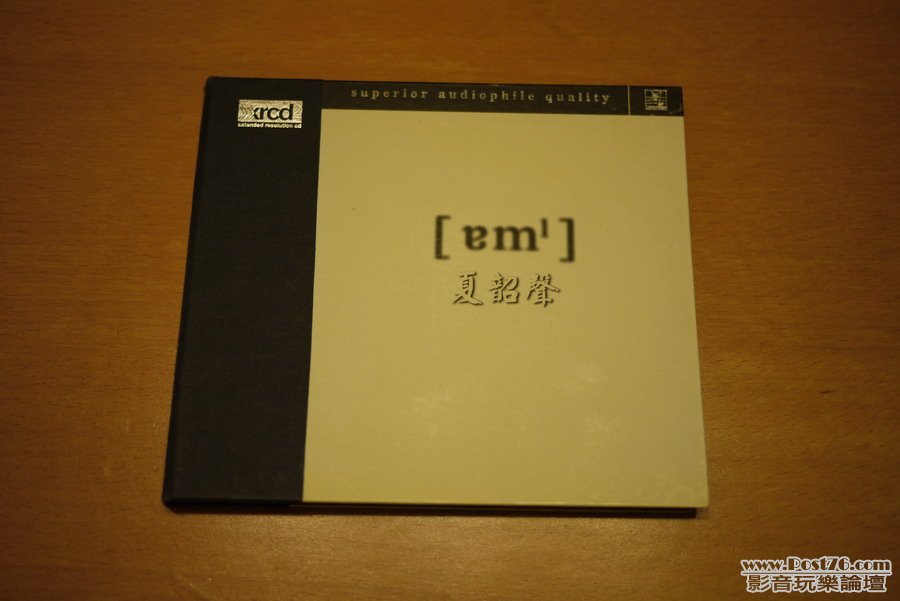 superior audiophile quality
xrcd
extended resolution cd
[ɐm¹]
夏韶聲
www.Post76.com
影音玩樂論壇